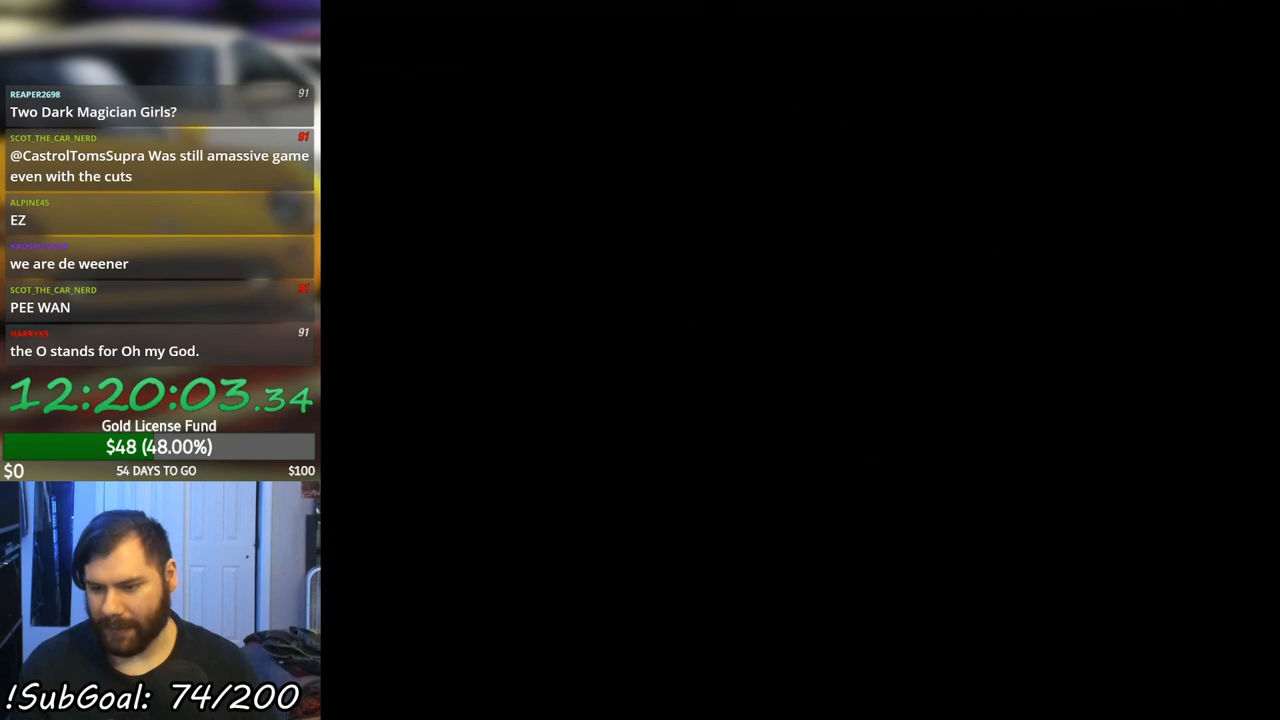 REAPER2698
91
Two Dark Magician Girls?
SCOT_THE_CAR_NERD
91
@CastrolTomsSupra Was still amassive game
even with the cuts
ALPINE45
EZ
we are de weener
SCOT_THE_CAR_NERD
91
PEE WAN
HARRYK5
91
the O stands for Oh my God.
12:20:03.34
Gold License Fund
$48 (48.00%)
$0
54 DAYS TO GO
$100
!SubGoal: 74/200